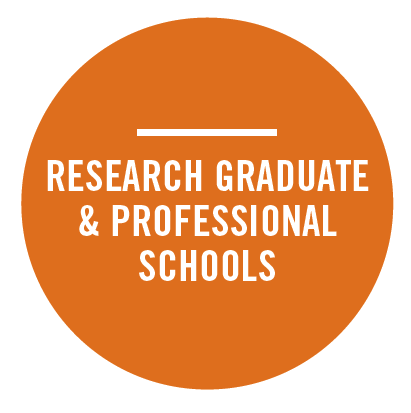 RESEARCH GRADUATE
& PROFESSIONAL
SCHOOLS